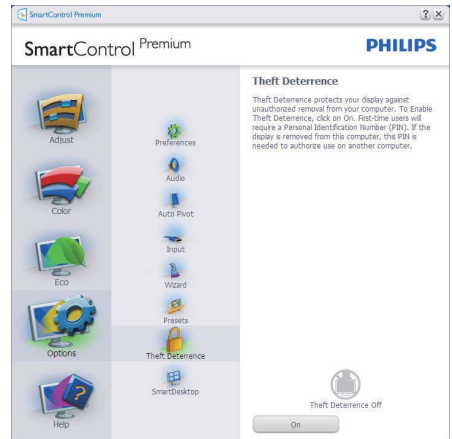 SmartControl Premium
SmartControl Premium
PHILIPS
Adjust
Color
Eco
Options
Help
Preferences
Audio
Auto Pivot
Input
Wizard
Presets
Theft Deterrence
SmartDesktop
Theft Deterrence
Theft Deterrence protects your display against
unauthorized removal from your computer. To Enable
Theft Deterrence, click on On. First-time users will
require a Personal Identification Number (PIN). If the
display is removed from this computer, this PIN is
needed to authorize use on another computer.
Theft Deterrence Off
On